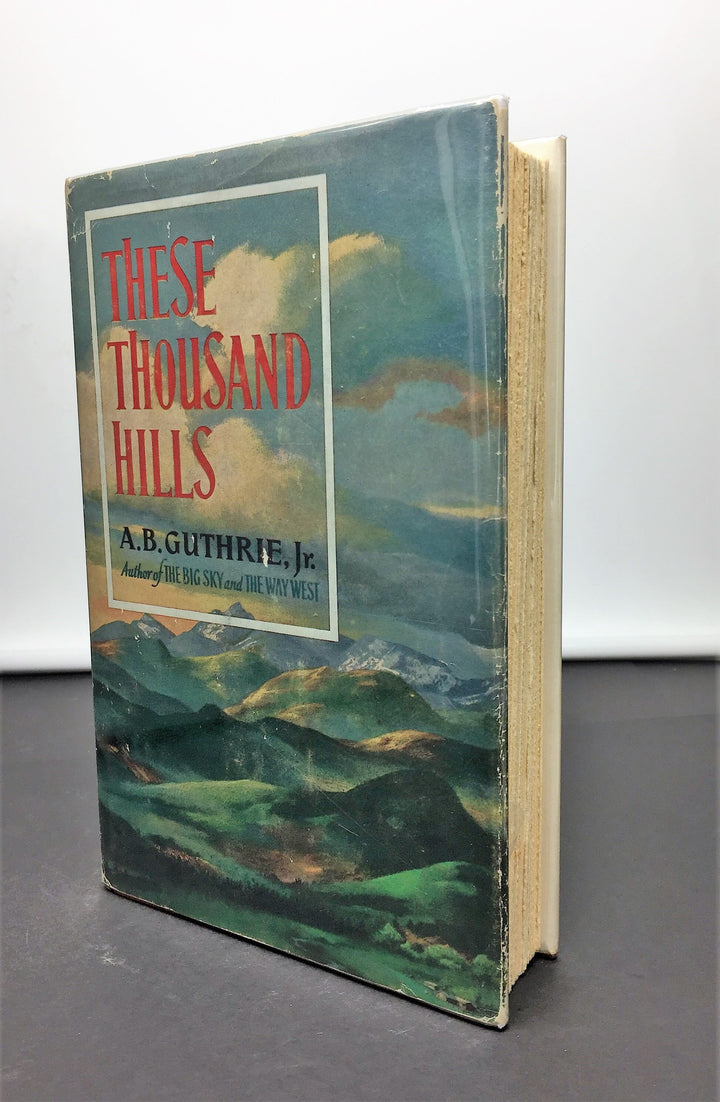 THESE
THOUSAND
HILLS
A.B. GUTHRIE, Jr.
Author of THE BIG SKY and THE WAY WEST